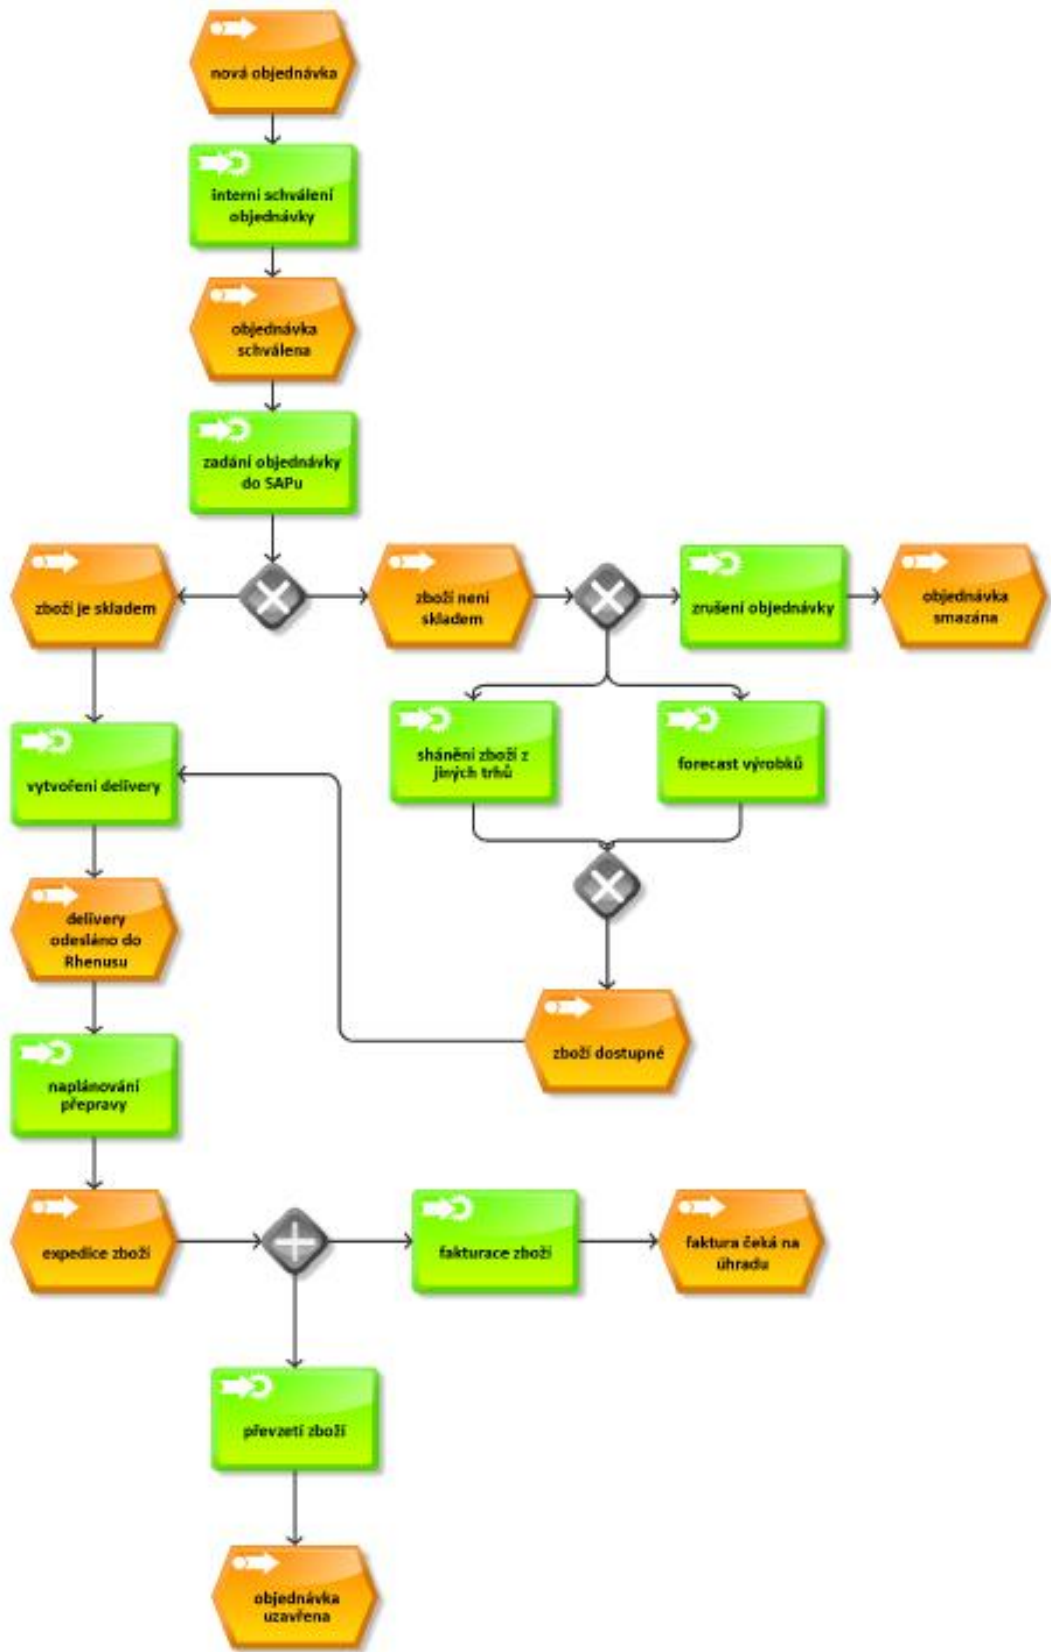 nová objednávka
interní schválení
objednávky
objednávka
schválena
zadání objednávky
do SAPu
zboží je skladem
zboží není
skladem
zrušení objednávky
objednávka
smazána
shánění zboží z
jiných trhů
forecast výrobků
vytvoření delivery
delivery
odesláno do
Rhenusu
zboží dostupné
naplánování
přepravy
expedice zboží
fakturace zboží
faktura čeká na
úhradu
převzetí zboží
objednávka
uzavřena